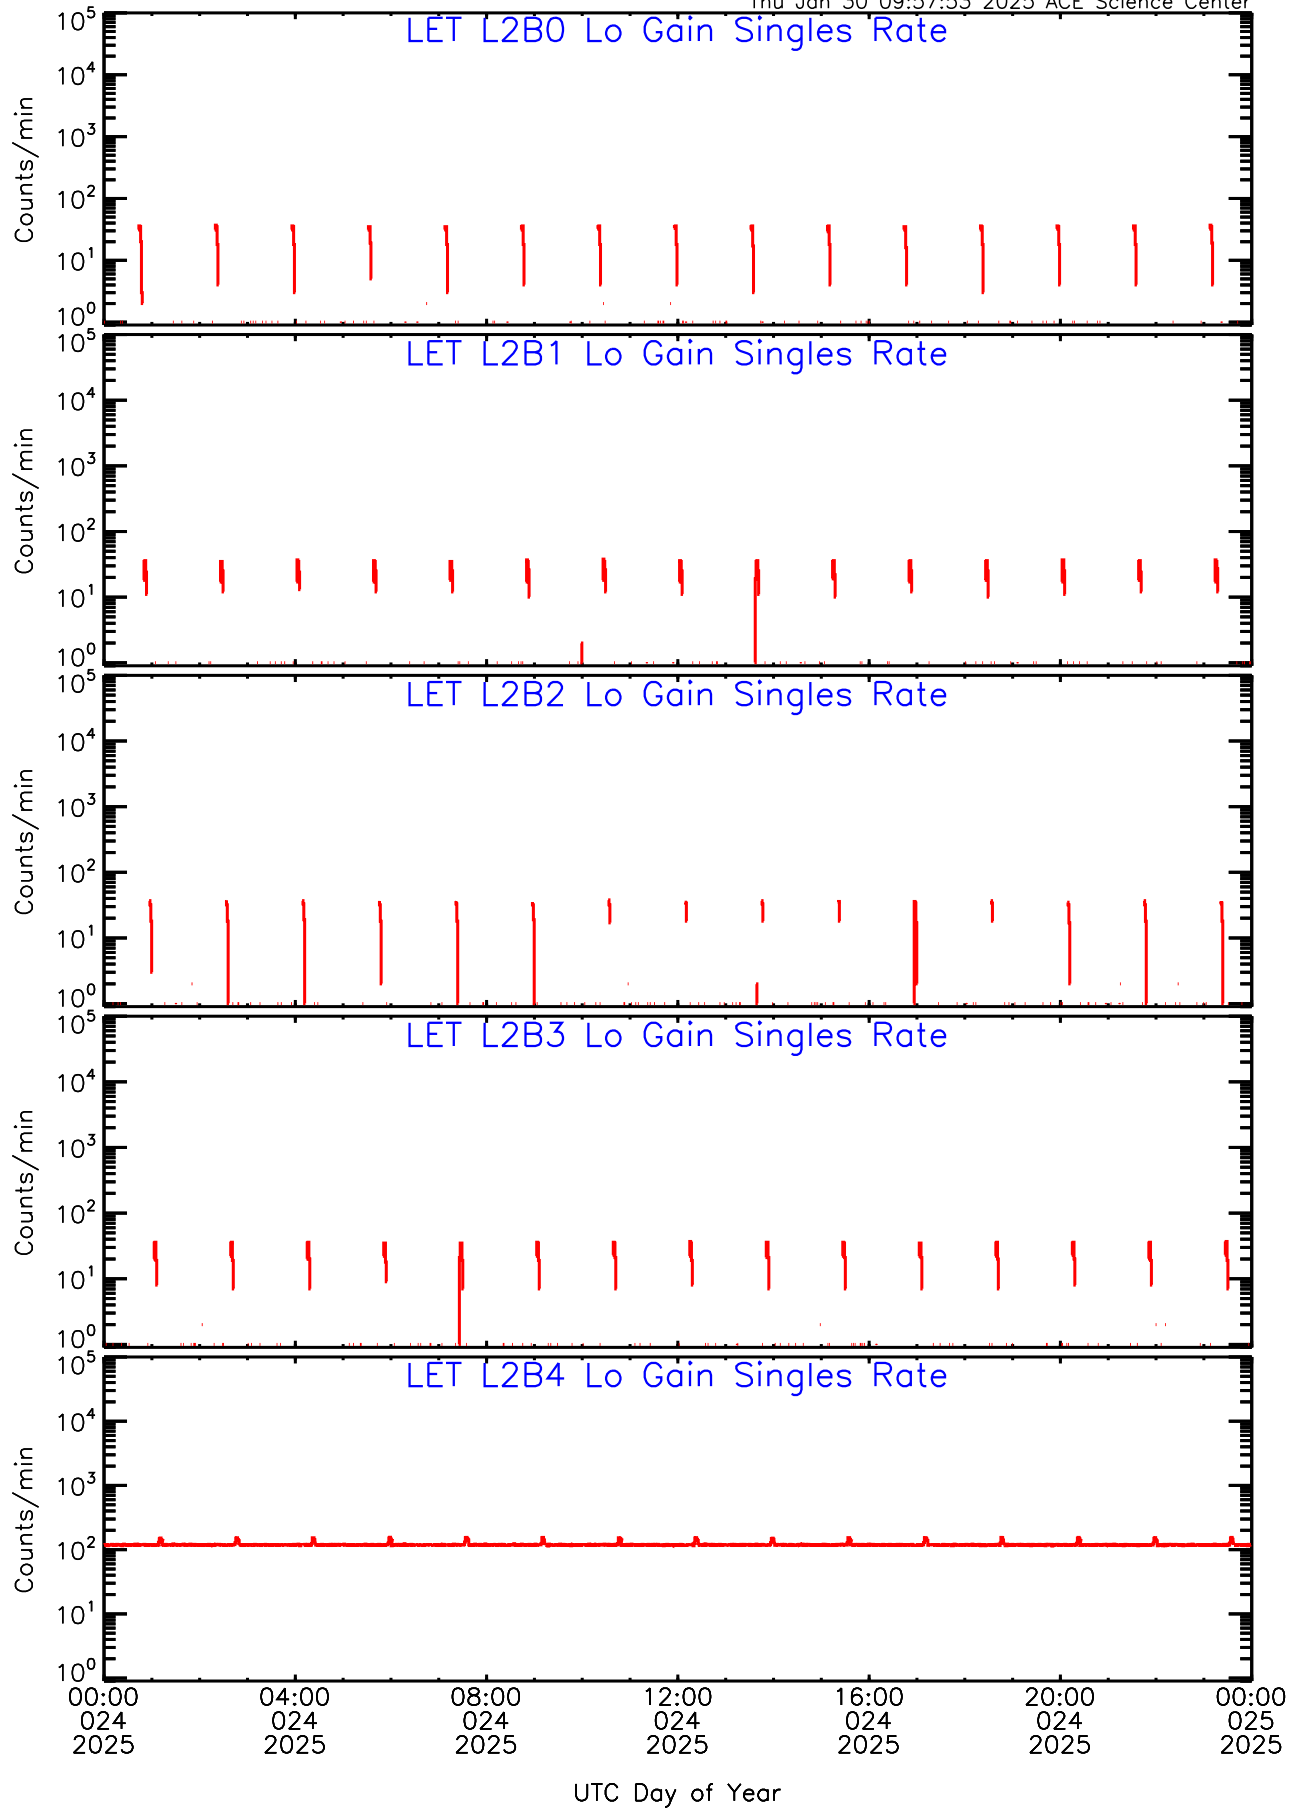 Thu Jan 30 09:57:53 2025 ACE Science Center
LET L2B0 Lo Gain Singles Rate
10^5
10^4
10^3
10^2
10^1
10^0
Counts/min
LET L2B1 Lo Gain Singles Rate
10^5
10^4
10^3
10^2
10^1
10^0
Counts/min
LET L2B2 Lo Gain Singles Rate
10^5
10^4
10^3
10^2
10^1
10^0
Counts/min
LET L2B3 Lo Gain Singles Rate
10^5
10^4
10^3
10^2
10^1
10^0
Counts/min
LET L2B4 Lo Gain Singles Rate
10^5
10^4
10^3
10^2
10^1
10^0
Counts/min
00:00 04:00 08:00 12:00 16:00 20:00 00:00
024 024 024 024 024 024 025
2025 2025 2025 2025 2025 2025 2025
UTC Day of Year